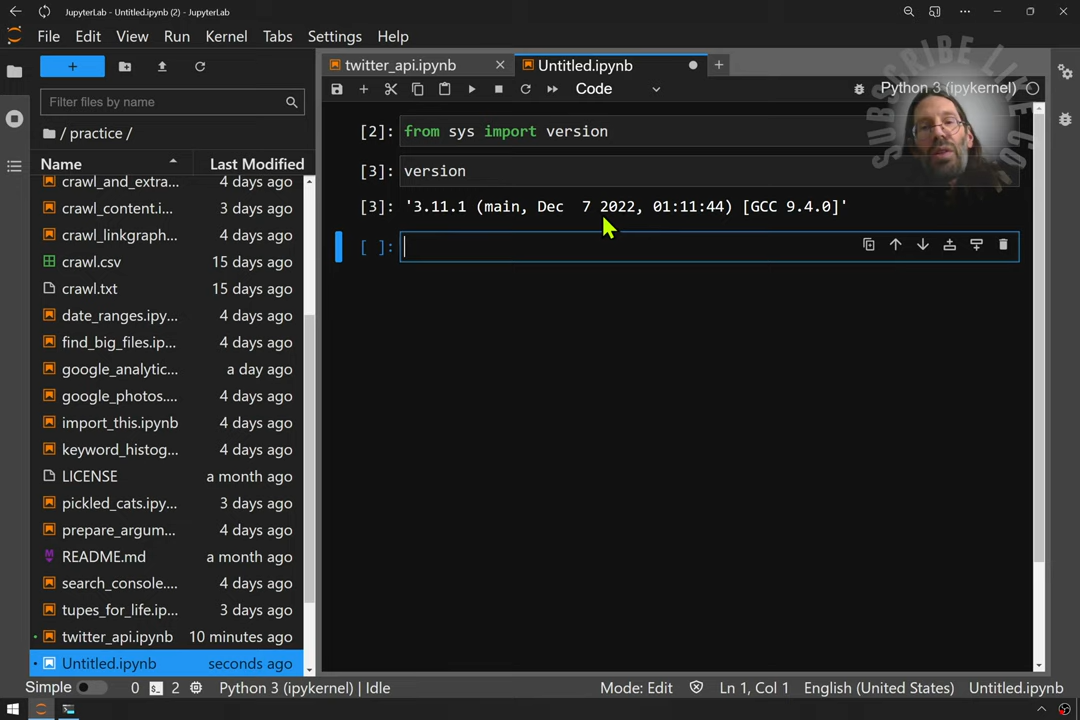 JupyterLab - Untitled.ipynb (2) - JupyterLab
File Edit View Run Kernel Tabs Settings Help
+
twitter_api.ipynb
Untitled.ipynb
Filter files by name
Code
Python 3 (ipykernel)
SUBSCRIBE LIKE CO
/ practice /
Name Last Modified
crawl_and_extra... 4 days ago
crawl_content.i... 3 days ago
crawl_linkgraph... 4 days ago
crawl.csv 15 days ago
crawl.txt 15 days ago
date_ranges.ipy... 4 days ago
find_big_files.ip... 4 days ago
google_analytic... a day ago
google_photos.... 4 days ago
import_this.ipynb 4 days ago
keyword_histog... 4 days ago
LICENSE a month ago
pickled_cats.ipy... 3 days ago
prepare_argum... 4 days ago
README.md a month ago
search_console.... 4 days ago
tupes_for_life.ip... 3 days ago
twitter_api.ipynb 10 minutes ago
Untitled.ipynb seconds ago
[2]: from sys import version
[3]: version
[3]: '3.11.1 (main, Dec  7 2022, 01:11:44) [GCC 9.4.0]'
[ ]:
Simple 0 $_ 2 Python 3 (ipykernel) | Idle Mode: Edit Ln 1, Col 1 English (United States) Untitled.ipynb